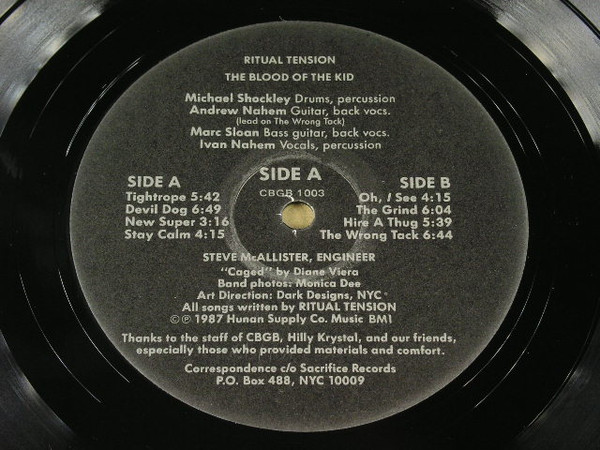 RITUAL TENSION
THE BLOOD OF THE KID
Michael Shockley Drums, percussion
Andrew Nahem Guitar, back vocs.
(lead on The Wrong Tack)
Marc Sloan Bass guitar, back vocs.
Ivan Nahem Vocals, percussion
SIDE A
CBGB 1003
SIDE A
Tightrope 5:42
Devil Dog 6:49
New Super 3:16
Stay Calm 4:15
SIDE B
Oh, I See 4:15
The Grind 6:04
Hire A Thug 5:39
The Wrong Tack 6:44
STEVE McALLISTER, ENGINEER
"Caged" by Diane Viera
Band photos: Monica Dee
Art Direction: Dark Designs, NYC
All songs written by RITUAL TENSION
©℗ 1987 Hunan Supply Co. Music BMI
Thanks to the staff of CBGB, Hilly Krystal, and our friends,
especially those who provided materials and comfort.
Correspondence c/o Sacrifice Records
P.O. Box 488, NYC 10009